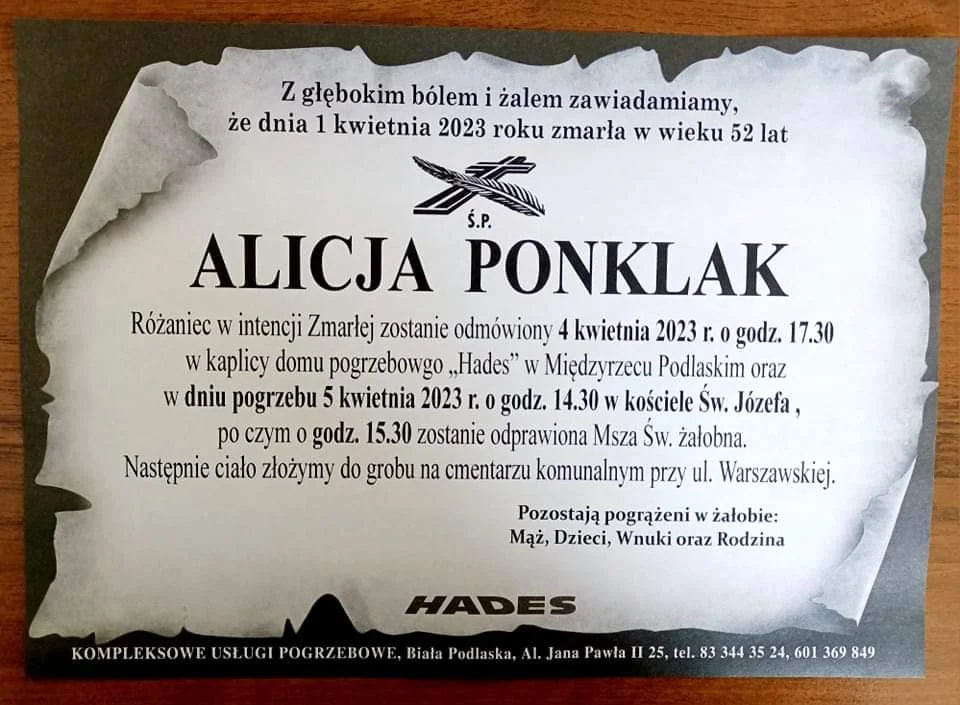 Z głębokim bólem i żalem zawiadamiamy,
że dnia 1 kwietnia 2023 roku zmarła w wieku 52 lat
Ś.P.
ALICJA PONKLAK
Różaniec w intencji Zmarłej zostanie odmówiony 4 kwietnia 2023 r. o godz. 17.30
w kaplicy domu pogrzebowgo „Hades” w Międzyrzecu Podlaskim oraz
w dniu pogrzebu 5 kwietnia 2023 r. o godz. 14.30 w kościele Św. Józefa ,
po czym o godz. 15.30 zostanie odprawiona Msza Św. żałobna.
Następnie ciało złożymy do grobu na cmentarzu komunalnym przy ul. Warszawskiej.
Pozostają pogrążeni w żałobie:
Mąż, Dzieci, Wnuki oraz Rodzina
HADES
KOMPLEKSOWE USŁUGI POGRZEBOWE, Biała Podlaska, Al. Jana Pawła II 25, tel. 83 344 35 24, 601 369 849